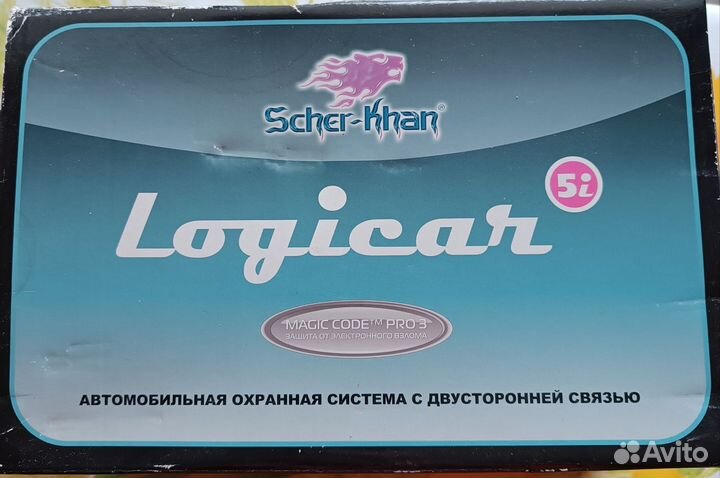 Scher-Khan®
Logicar 5i
MAGIC CODE™ PRO 3
ЗАЩИТА ОТ ЭЛЕКТРОННОГО ВЗЛОМА
АВТОМОБИЛЬНАЯ ОХРАННАЯ СИСТЕМА С ДВУСТОРОННЕЙ СВЯЗЬЮ
Avito